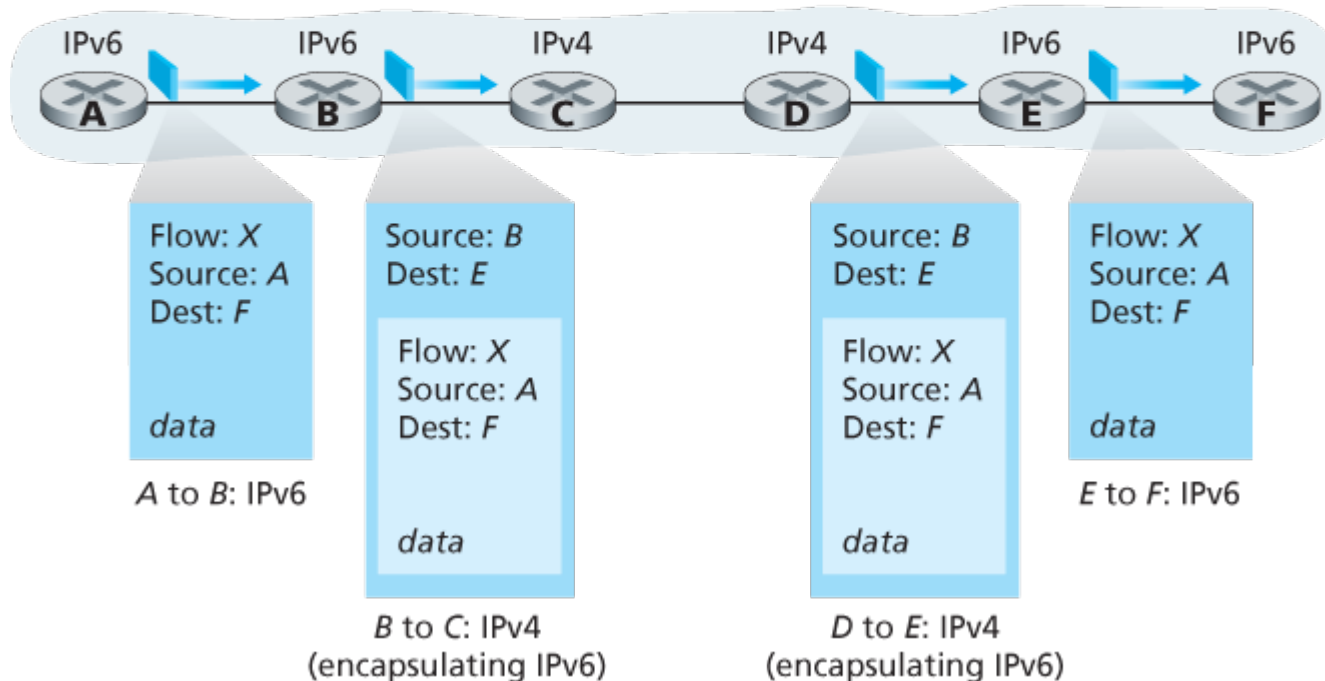 IPv6
IPv6
IPv4
IPv4
IPv6
IPv6
A
B
C
D
E
F
Flow: X
Source: A
Dest: F
data
A to B: IPv6
Source: B
Dest: E
Flow: X
Source: A
Dest: F
data
B to C: IPv4
(encapsulating IPv6)
Source: B
Dest: E
Flow: X
Source: A
Dest: F
data
D to E: IPv4
(encapsulating IPv6)
Flow: X
Source: A
Dest: F
data
E to F: IPv6